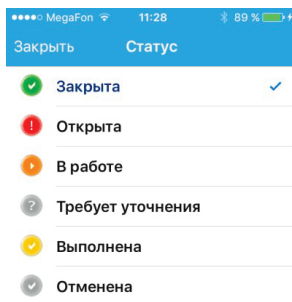 MegaFon 11:28 89 %
Закрыть Статус
Закрыта
Открыта
В работе
Требует уточнения
Выполнена
Отменена